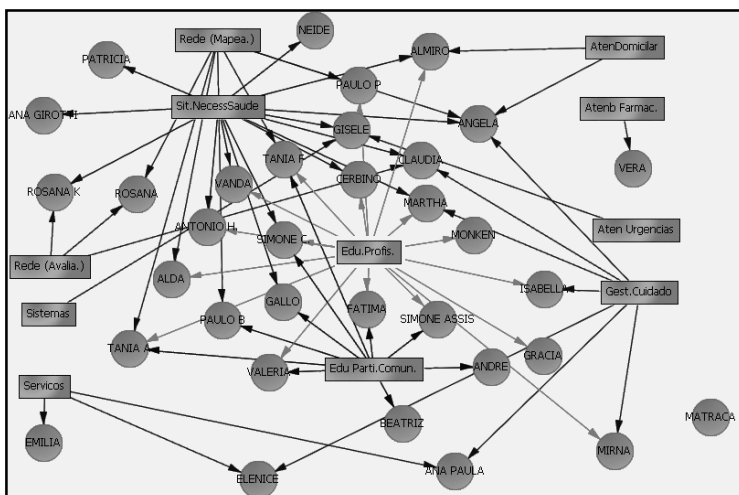 NEIDE
Rede (Mapea.)
ALMIRO
AtenDomicilar
PATRICIA
PAULO P
Sit.NecessSaude
Atenb Farmac.
ANA GIROTTI
GISELE
ANGELA
TANIA F
CLAUDIA
VERA
ROSANA K
ROSANA
VANDA
CERBINO
MARTHA
ANTONIO H.
SIMONE C.
MONKEN
Aten Urgencias
Edu.Profis.
Rede (Avalia.)
ALDA
ISABELLA
Gest.Cuidado
GALLO
FATIMA
Sistemas
PAULO B
SIMONE ASSIS
TANIA A
GRACIA
VALERIA
Edu Parti.Comun.
ANDRE
Servicos
BEATRIZ
MATRACA
EMILIA
MIRNA
ELENICE
ANA PAULA